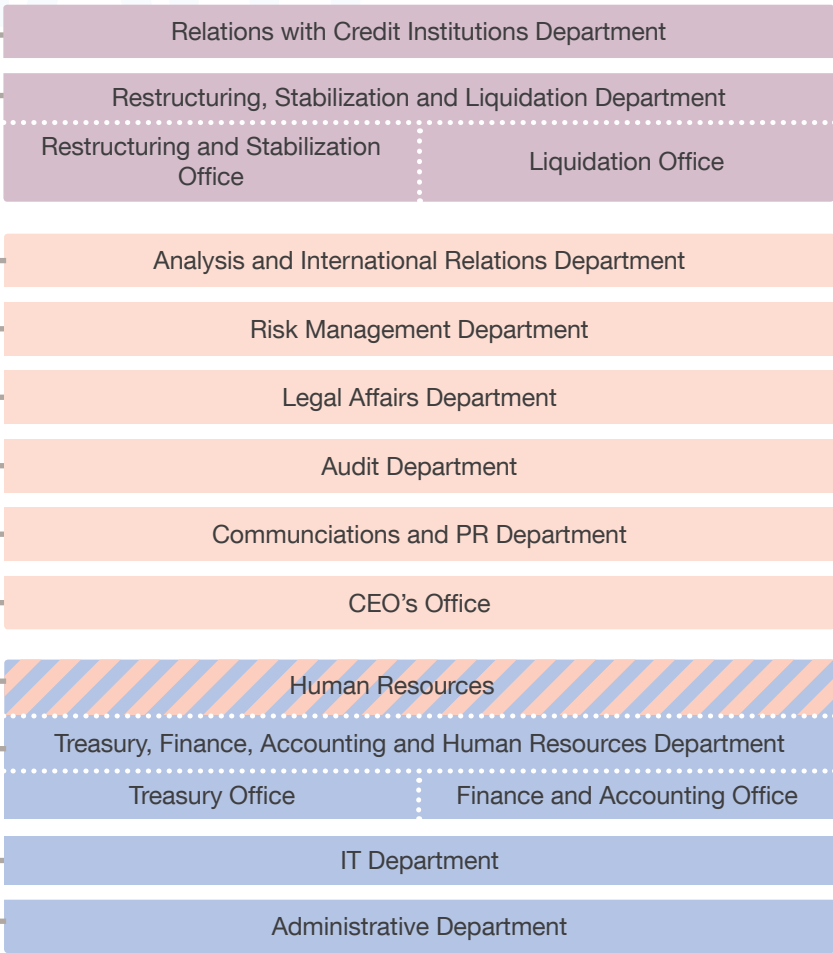 Relations with Credit Institutions Department
Restructuring, Stabilization and Liquidation Department
Restructuring and Stabilization
Office
Liquidation Office
Analysis and International Relations Department
Risk Management Department
Legal Affairs Department
Audit Department
Communciations and PR Department
CEO’s Office
Human Resources
Treasury, Finance, Accounting and Human Resources Department
Treasury Office
Finance and Accounting Office
IT Department
Administrative Department